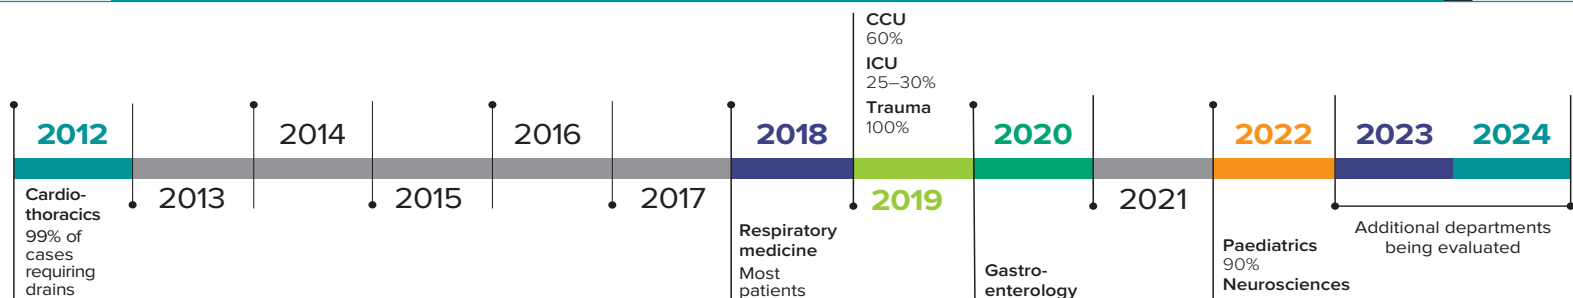 CCU
60%
ICU
25–30%
Trauma
100%
2012
2014
2016
2018
2020
2022
2023
2024
2013
2015
2017
2019
2021
Cardio-
thoracics
99% of
cases
requiring
drains
Respiratory
medicine
Most
patients
Gastro-
enterology
Paediatrics
90%
Neurosciences
Additional departments
being evaluated